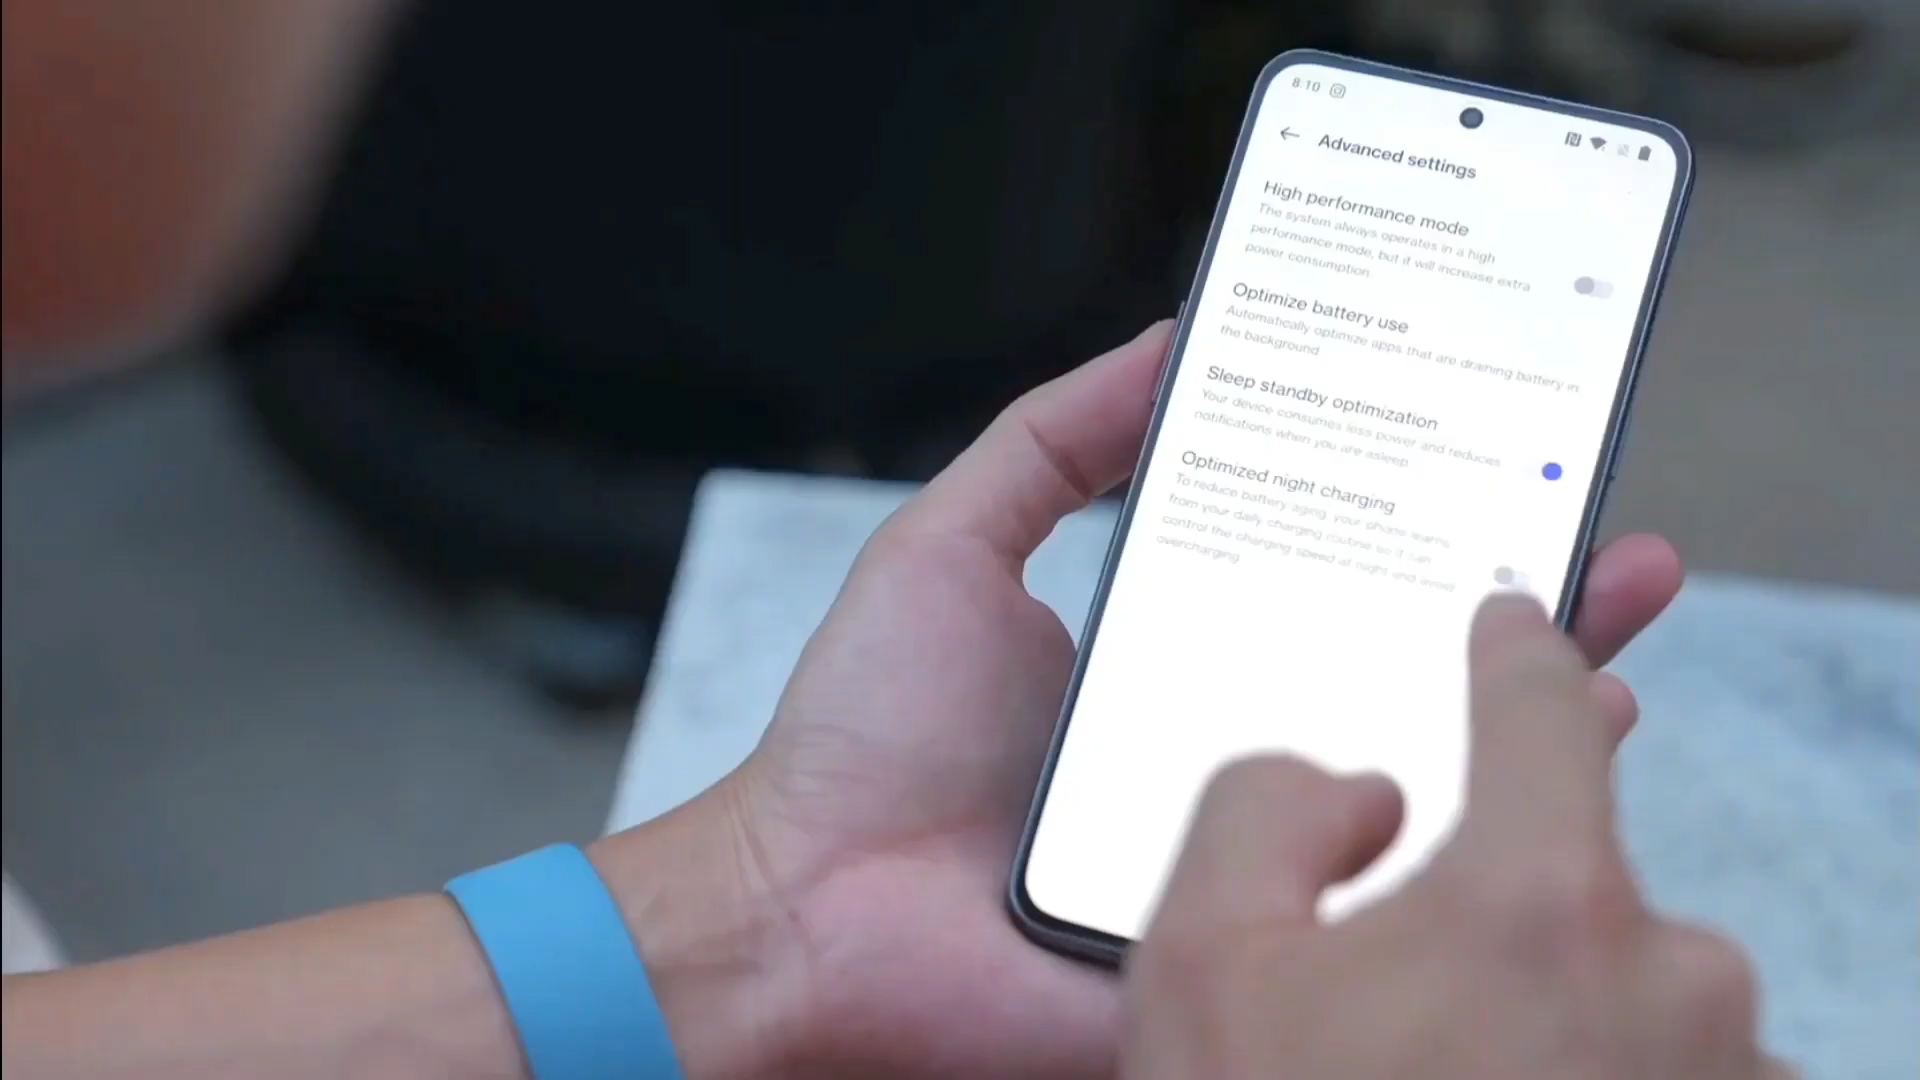 8:10
Advanced settings
High performance mode
The system always operates in a high
performance mode, but it will increase extra
power consumption
Optimize battery use
Automatically optimize apps that are draining battery in
the background
Sleep standby optimization
Your device consumes less power and reduces
notifications when you are asleep
Optimized night charging
To reduce battery aging, your phone learns
from your daily charging routine so it can
control the charging speed at night and avoid
overcharging